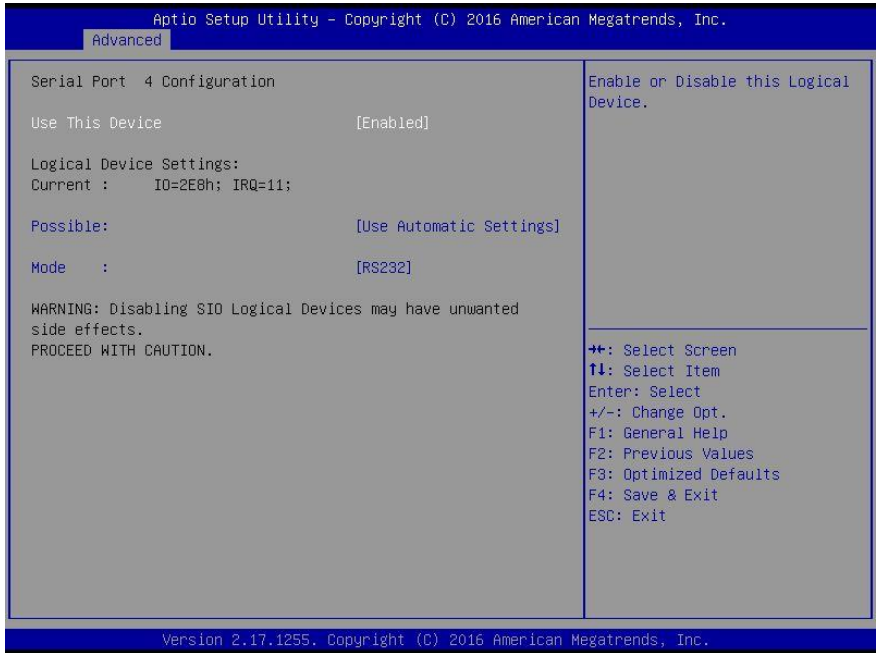 Aptio Setup Utility – Copyright (C) 2016 American Megatrends, Inc.
Advanced
Serial Port  4 Configuration
Use This Device [Enabled]
Logical Device Settings:
Current : IO=2E8h; IRQ=11;
Possible: [Use Automatic Settings]
Mode : [RS232]
WARNING: Disabling SIO Logical Devices may have unwanted
side effects.
PROCEED WITH CAUTION.
Enable or Disable this Logical
Device.
→←: Select Screen
↑↓: Select Item
Enter: Select
+/-: Change Opt.
F1: General Help
F2: Previous Values
F3: Optimized Defaults
F4: Save & Exit
ESC: Exit
Version 2.17.1255. Copyright (C) 2016 American Megatrends, Inc.